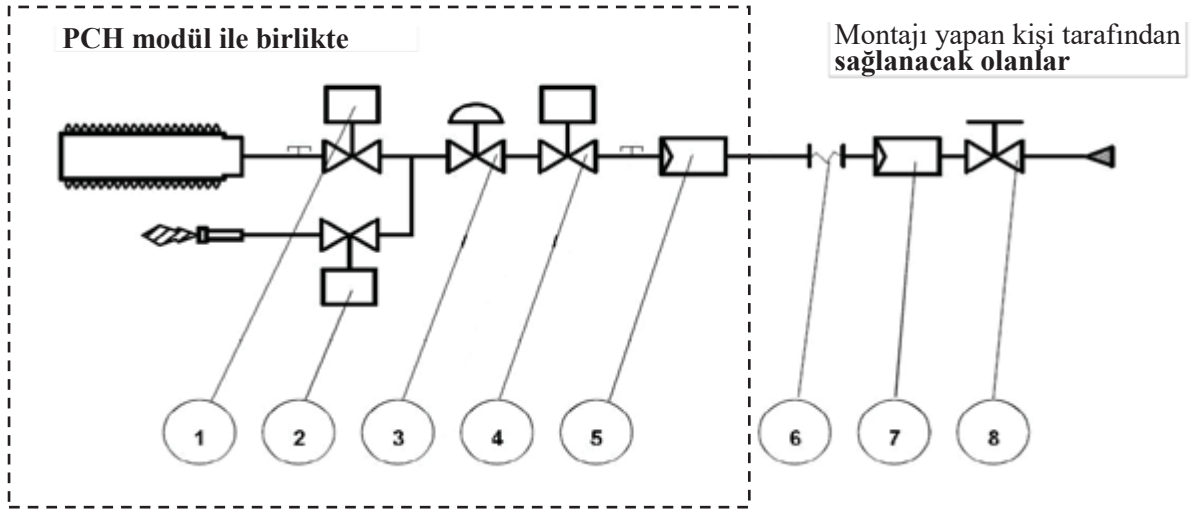 PCH modül ile birlikte
Montajı yapan kişi tarafından
sağlanacak olanlar
1
2
3
4
5
6
7
8